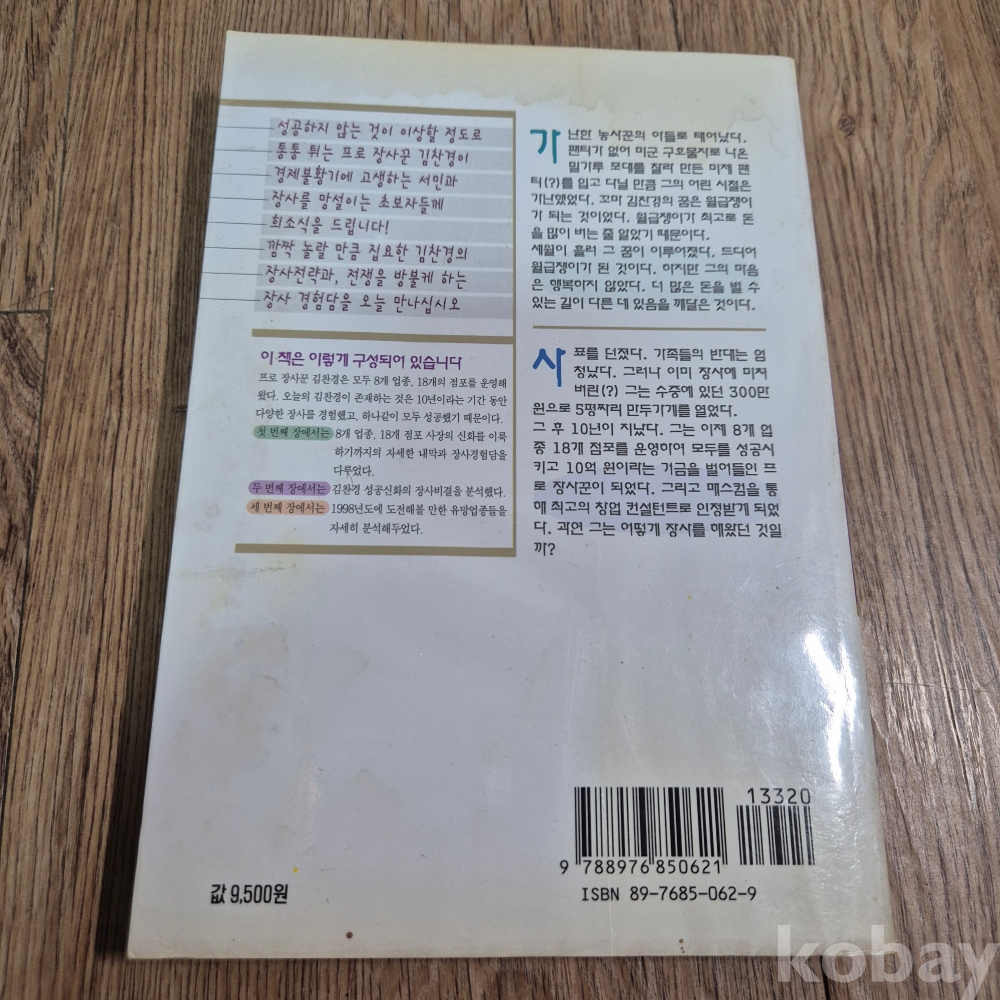 성공하지 않는 것이 이상할 정도로
통통 튀는 프로 장사꾼 김찬경이
경제불황기에 고생하는 서민과
장사를 망설이는 초보자들께
희소식을 드립니다!
깜짝 놀랄 만큼 집요한 김찬경의
장사전략과, 전쟁을 방불케 하는
장사 경험담을 오늘 만나십시오
이 책은 이렇게 구성되어 있습니다
프로 장사꾼 김찬경은 모두 8개 업종, 18개의 점포를 운영해
왔다. 오늘의 김찬경이 존재하는 것은 10년이라는 기간 동안
다양한 장사를 경험했고, 하나같이 모두 성공했기 때문이다.
첫 번째 장에서는 8개 업종, 18개 점포 사장의 신화를 이룩
하기까지의 자세한 내막과 장사경험담을
다루었다.
두 번째 장에서는 김찬경 성공신화의 장사비결을 분석했다.
세 번째 장에서는 1998년도에 도전해볼 만한 유망업종들을
자세히 분석해두었다.
가난한 농사꾼의 아들로 태어났다.
팬티가 없어 미군 구호물자로 나온
밀가루 포대를 잘라 만든 미제 팬
티(?)를 입고 다닐 만큼 그의 어린 시절은
가난했었다. 꼬마 김찬경의 꿈은 월급쟁이
가 되는 것이었다. 월급쟁이가 최고로 돈
을 많이 버는 줄 알았기 때문이다.
세월이 흘러 그 꿈이 이루어졌다. 드디어
월급쟁이가 된 것이다. 하지만 그의 마음
은 행복하지 않았다. 더 많은 돈을 벌 수
있는 길이 다른 데 있음을 깨달은 것이다.
사표를 던졌다. 가족들의 반대는 엄
청났다. 그러나 이미 장사에 미쳐
버린(?) 그는 수중에 있던 300만
원으로 5평짜리 만두가게를 열었다.
그 후 10년이 지났다. 그는 이제 8개 업
종 18개 점포를 운영하여 모두를 성공시
키고 10억 원이라는 거금을 벌어들인 프
로 장사꾼이 되었다. 그리고 매스컴을 통
해 최고의 창업 컨설턴트로 인정받게 되었
다. 과연 그는 어떻게 장사를 해왔던 것일
까?
13320
9 788976 850621
ISBN 89-7685-062-9
값 9,500원
kobay